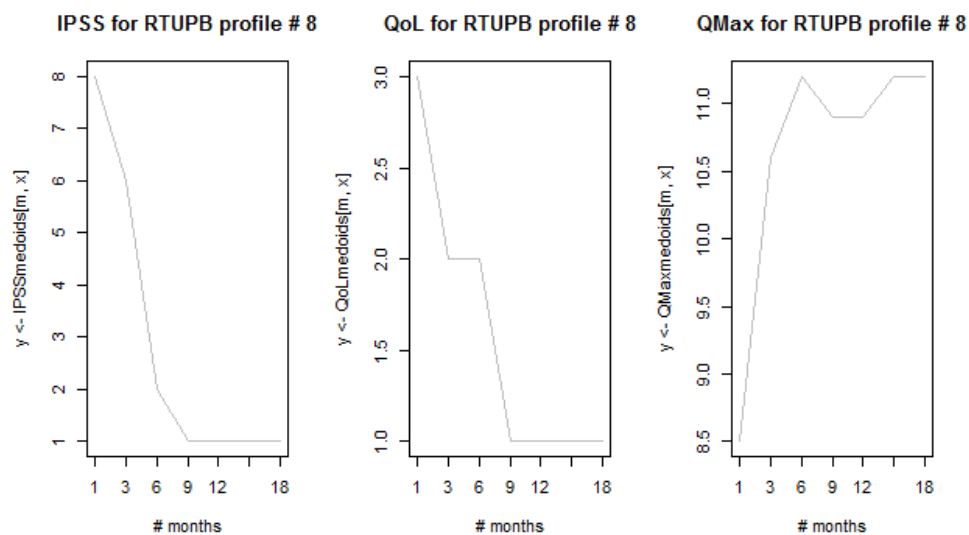 IPSS for RTUPB profile # 8
y <- IPSSmedoids[m, x]
8
7
6
5
4
3
2
1
1 3 6 9 12 18
# months
QoL for RTUPB profile # 8
y <- QoLmedoids[m, x]
3.0
2.5
2.0
1.5
1.0
1 3 6 9 12 18
# months
QMax for RTUPB profile # 8
y <- QMaxmedoids[m, x]
11.0
10.5
10.0
9.5
9.0
8.5
1 3 6 9 12 18
# months